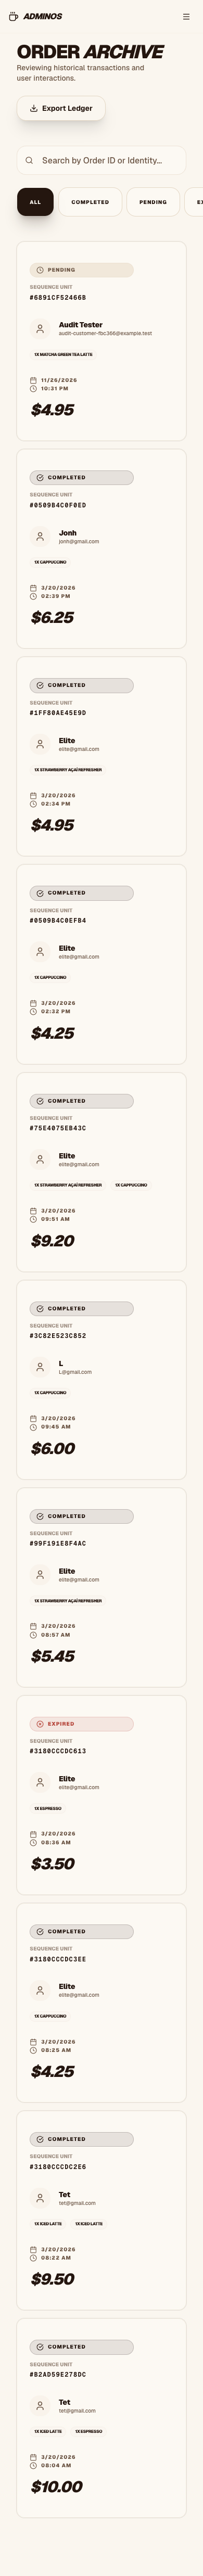 ADMINOS
ORDER ARCHIVE
Reviewing historical transactions and
user interactions.
Export Ledger
Search by Order ID or Identity...
ALL
COMPLETED
PENDING
PENDING
SEQUENCE UNIT
#6891CF52466B
Audit Tester
audit-customer-fbc366@example.test
1X MATCHA GREEN TEA LATTE
11/26/2026
10:31 PM
$4.95
COMPLETED
SEQUENCE UNIT
#0509B4C0F0ED
Jonh
jonh@gmail.com
1X CAPPUCCINO
3/20/2026
02:39 PM
$6.25
COMPLETED
SEQUENCE UNIT
#1FF80AE45E9D
Elite
elite@gmail.com
1X STRAWBERRY AÇAÍ REFRESHER
3/20/2026
02:34 PM
$4.95
COMPLETED
SEQUENCE UNIT
#0509B4C0EFB4
Elite
elite@gmail.com
1X CAPPUCCINO
3/20/2026
02:32 PM
$4.25
COMPLETED
SEQUENCE UNIT
#75E4075EB43C
Elite
elite@gmail.com
1X STRAWBERRY AÇAÍ REFRESHER 1X CAPPUCCINO
3/20/2026
09:51 AM
$9.20
COMPLETED
SEQUENCE UNIT
#3C82E523C852
L
L@gmail.com
1X CAPPUCCINO
3/20/2026
09:45 AM
$6.00
COMPLETED
SEQUENCE UNIT
#99F191E8F4AC
Elite
elite@gmail.com
1X STRAWBERRY AÇAÍ REFRESHER
3/20/2026
08:57 AM
$5.45
EXPIRED
SEQUENCE UNIT
#3180CCCDC613
Elite
elite@gmail.com
1X ESPRESSO
3/20/2026
08:36 AM
$3.50
COMPLETED
SEQUENCE UNIT
#3180CCCDC3EE
Elite
elite@gmail.com
1X CAPPUCCINO
3/20/2026
08:25 AM
$4.25
COMPLETED
SEQUENCE UNIT
#3180CCCDC2E6
Tet
tet@gmail.com
1X ICED LATTE 1X ICED LATTE
3/20/2026
08:22 AM
$9.50
COMPLETED
SEQUENCE UNIT
#B2AD59E278DC
Tet
tet@gmail.com
1X ICED LATTE 1X ESPRESSO
3/20/2026
08:04 AM
$10.00